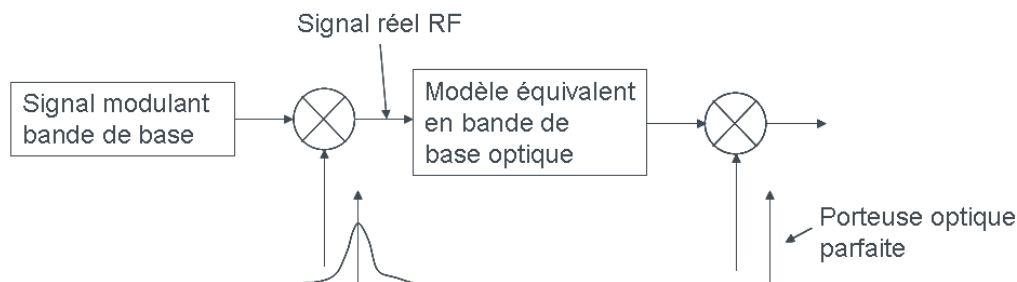 Signal réel RF
Signal modulant
bande de base
Modèle équivalent
en bande de
base optique
Porteuse optique
parfaite